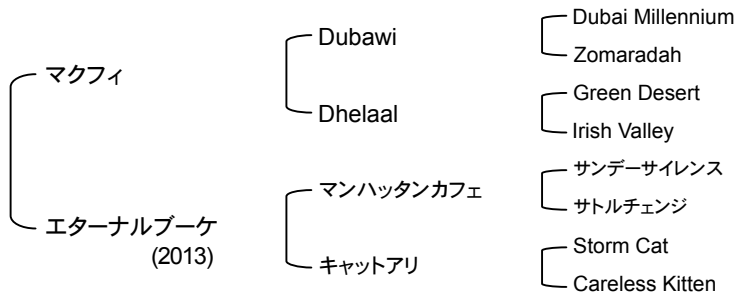 マクフィ
エターナルブーケ
(2013)
Dubawi
Dhelaal
マンハッタンカフェ
キャットアリ
Dubai Millennium
Zomaradah
Green Desert
Irish Valley
サンデーサイレンス
サトルチェンジ
Storm Cat
Careless Kitten